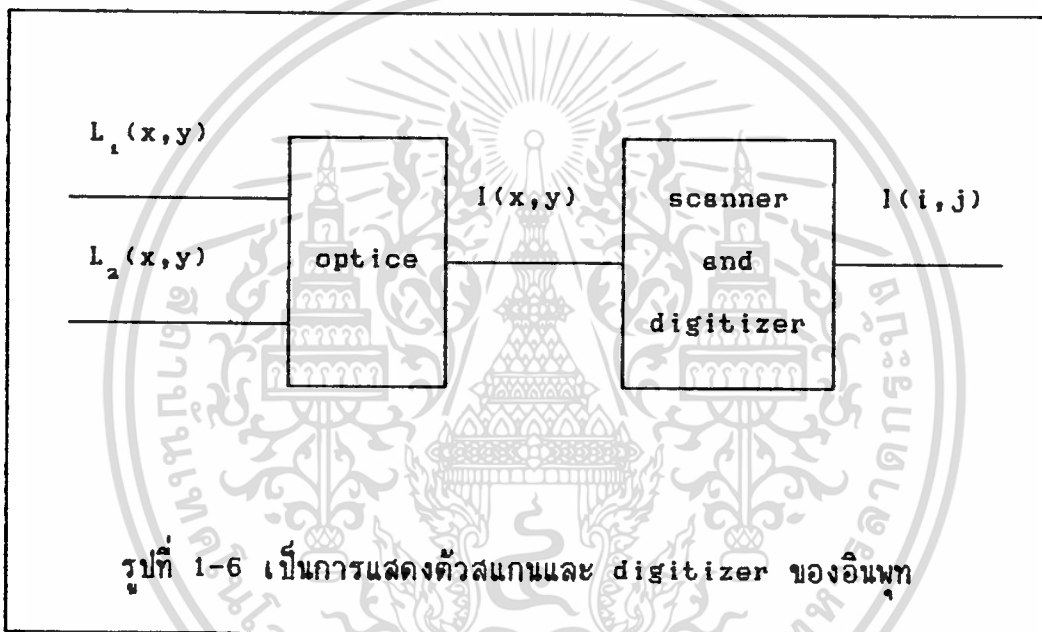 L₁(x,y)
L₂(x,y)
optice
I(x,y)
scanner
and
digitizer
I(i,j)
รูปที่ 1-6 เป็นการแสดงตัวสแกนและ digitizer ของอินพุท